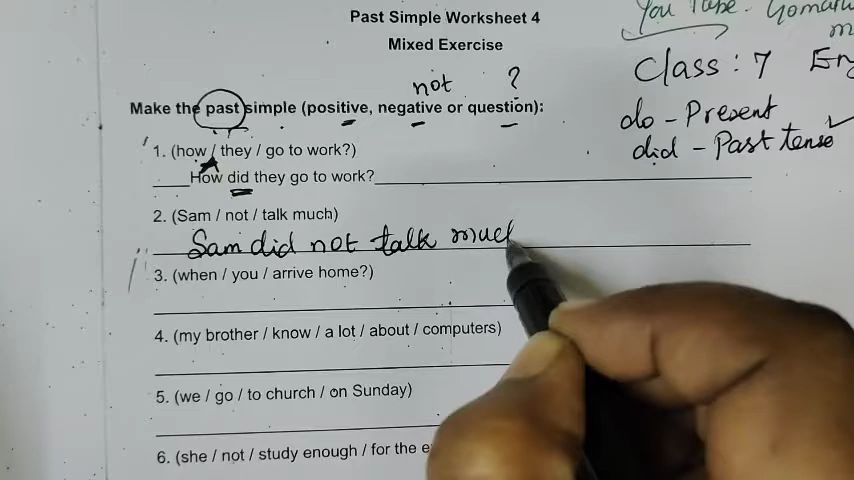 You Tube-
Past Simple Worksheet 4
Mixed Exercise
Class : 7
not ?
Make the past simple (positive, negative or question):
do - Present
did - Past tense
1. (how / they / go to work?)
How did they go to work?
2. (Sam / not / talk much)
Sam did not talk much
3. (when / you / arrive home?)
4. (my brother / know / a lot / about / computers)
5. (we / go / to church / on Sunday)
6. (she / not / study enough / for the